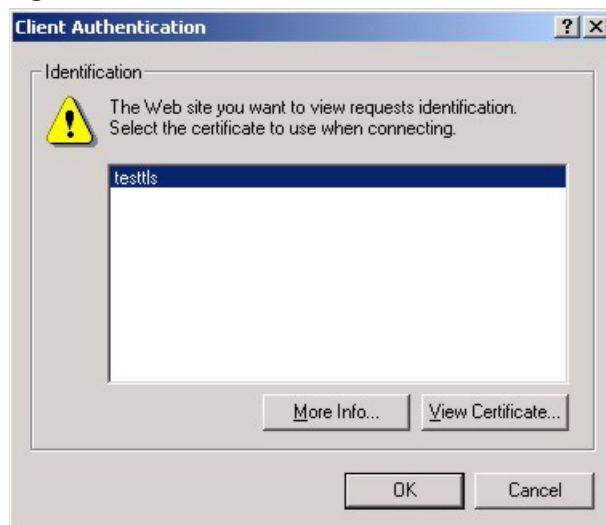 Client Authentication
Identification
The Web site you want to view requests identification.
Select the certificate to use when connecting.
testtls
More Info...
View Certificate...
OK
Cancel